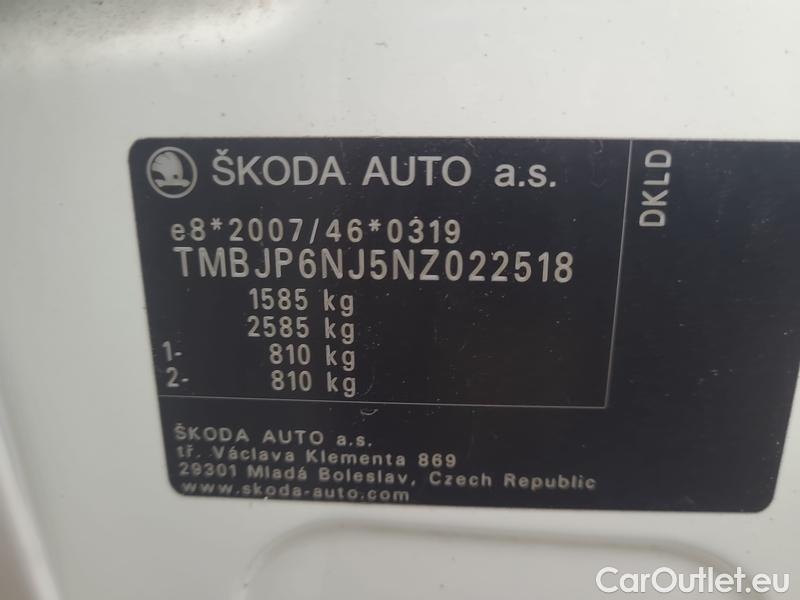 ŠKODA AUTO a.s.
DKLD
e8*2007/46*0319
TMBJP6NJ5NZ022518
1585 kg
2585 kg
1- 810 kg
2- 810 kg
ŠKODA AUTO a.s.
tř. Václava Klementa 869
29301 Mladá Boleslav, Czech Republic
www.skoda-auto.com
CarOutlet.eu